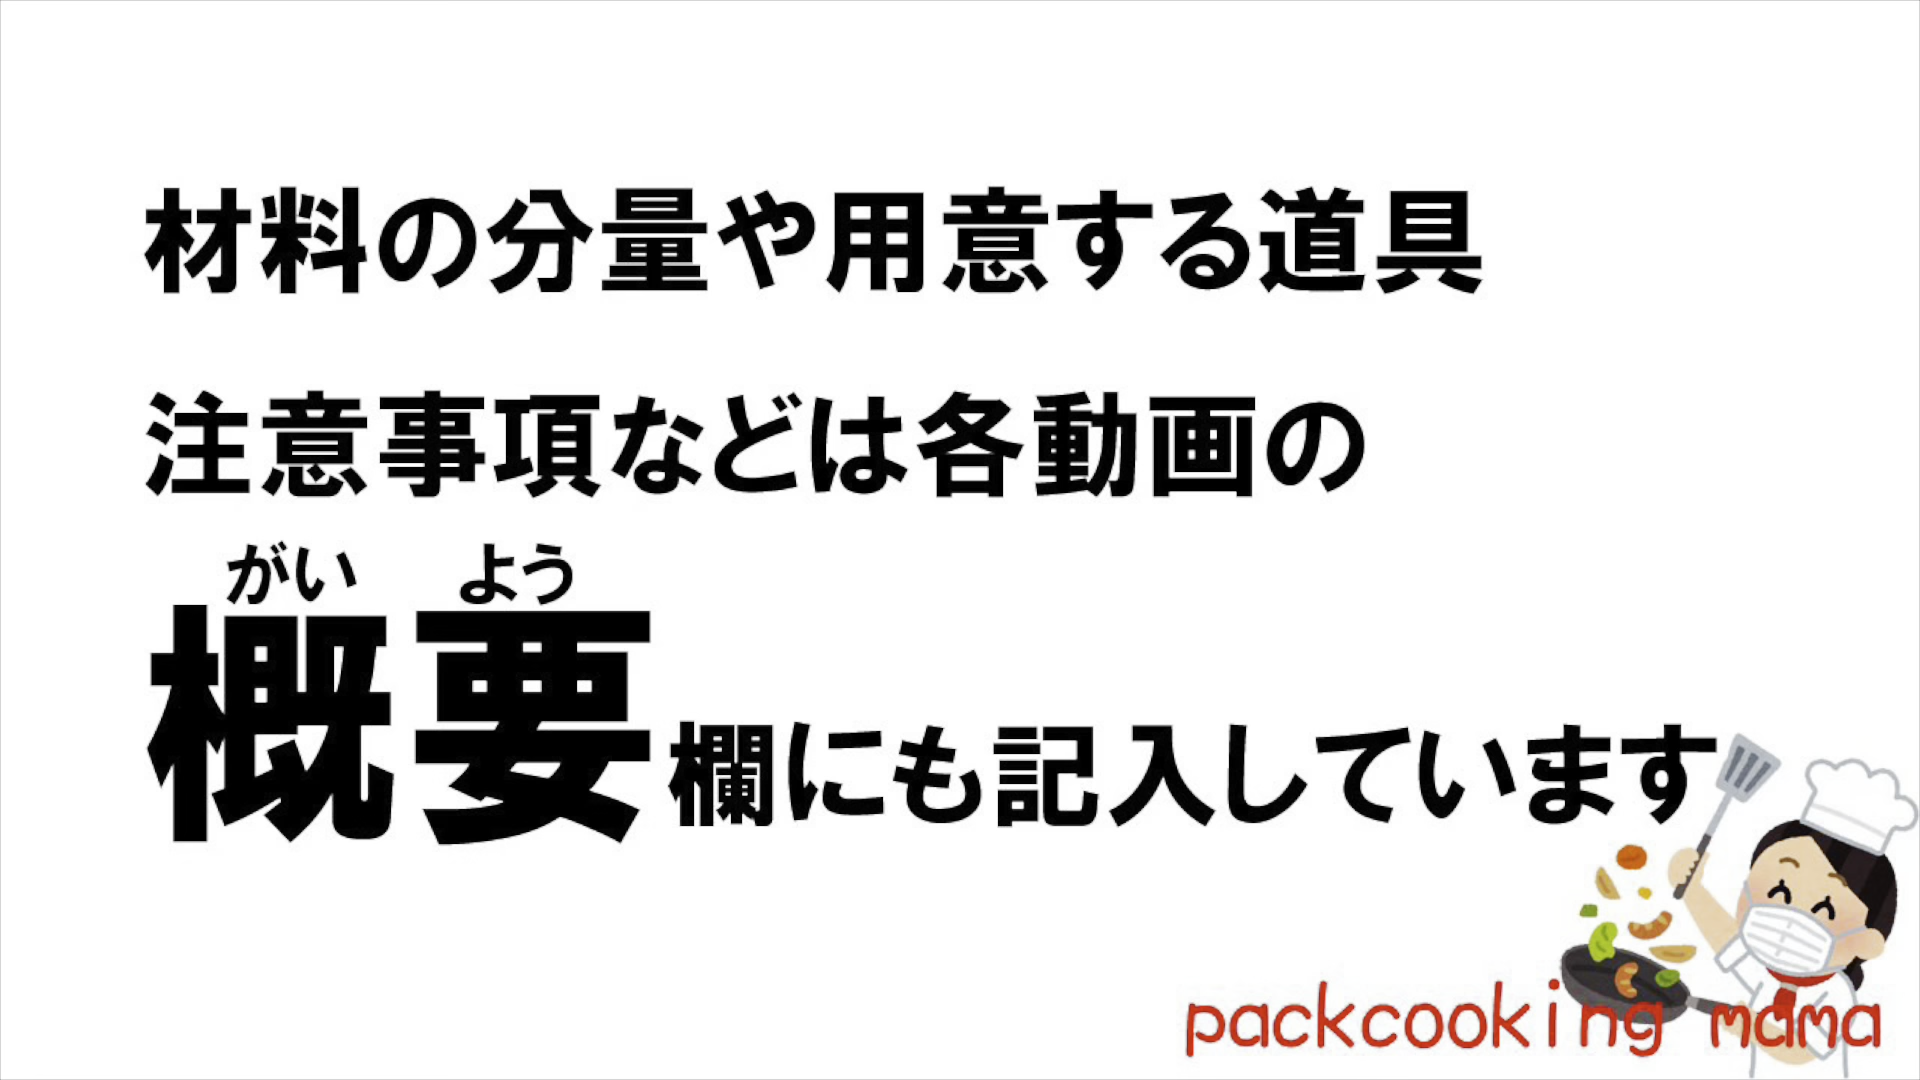 材料の分量や用意する道具
注意事項などは各動画の
がい よう
概要欄にも記入しています
packcooking mama